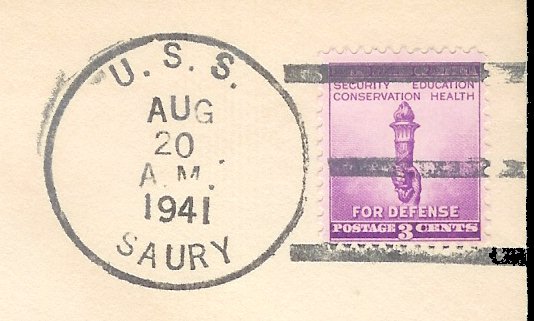 U. S. S.
AUG
20
A.M.
1941
SAURY
SECURITY EDUCATION
CONSERVATION HEALTH
FOR DEFENSE
POSTAGE 3 CENTS